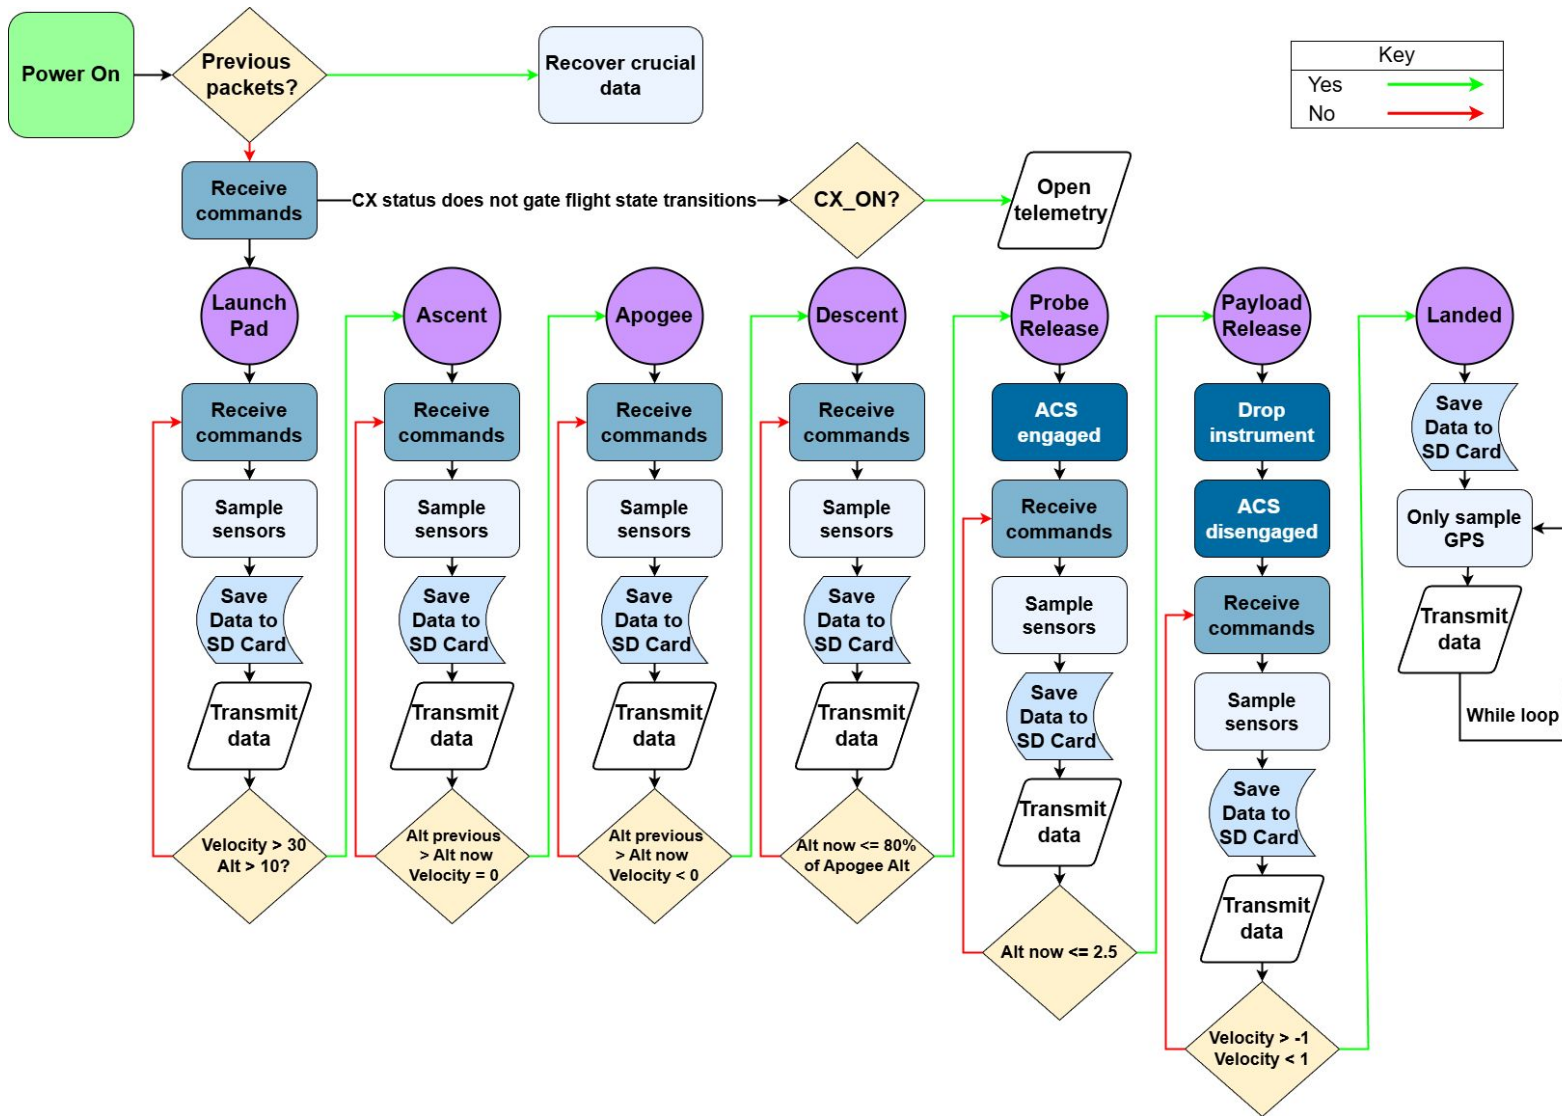 Power On
Previous
packets?
Recover crucial
data
Key
Yes
No
Receive
commands
CX status does not gate flight state transitions
CX_ON?
Open
telemetry
Launch
Pad
Receive
commands
Sample
sensors
Save
Data to
SD Card
Transmit
data
Velocity > 30
Alt > 10?
Ascent
Receive
commands
Sample
sensors
Save
Data to
SD Card
Transmit
data
Alt previous
> Alt now
Velocity = 0
Apogee
Receive
commands
Sample
sensors
Save
Data to
SD Card
Transmit
data
Alt previous
> Alt now
Velocity < 0
Descent
Receive
commands
Sample
sensors
Save
Data to
SD Card
Transmit
data
Alt now <= 80%
of Apogee Alt
Probe
Release
ACS
engaged
Receive
commands
Sample
sensors
Save
Data to
SD Card
Transmit
data
Alt now <= 2.5
Payload
Release
Drop
instrument
ACS
disengaged
Receive
commands
Sample
sensors
Save
Data to
SD Card
Transmit
data
Velocity > -1
Velocity < 1
Landed
Save
Data to
SD Card
Only sample
GPS
Transmit
data
While loop